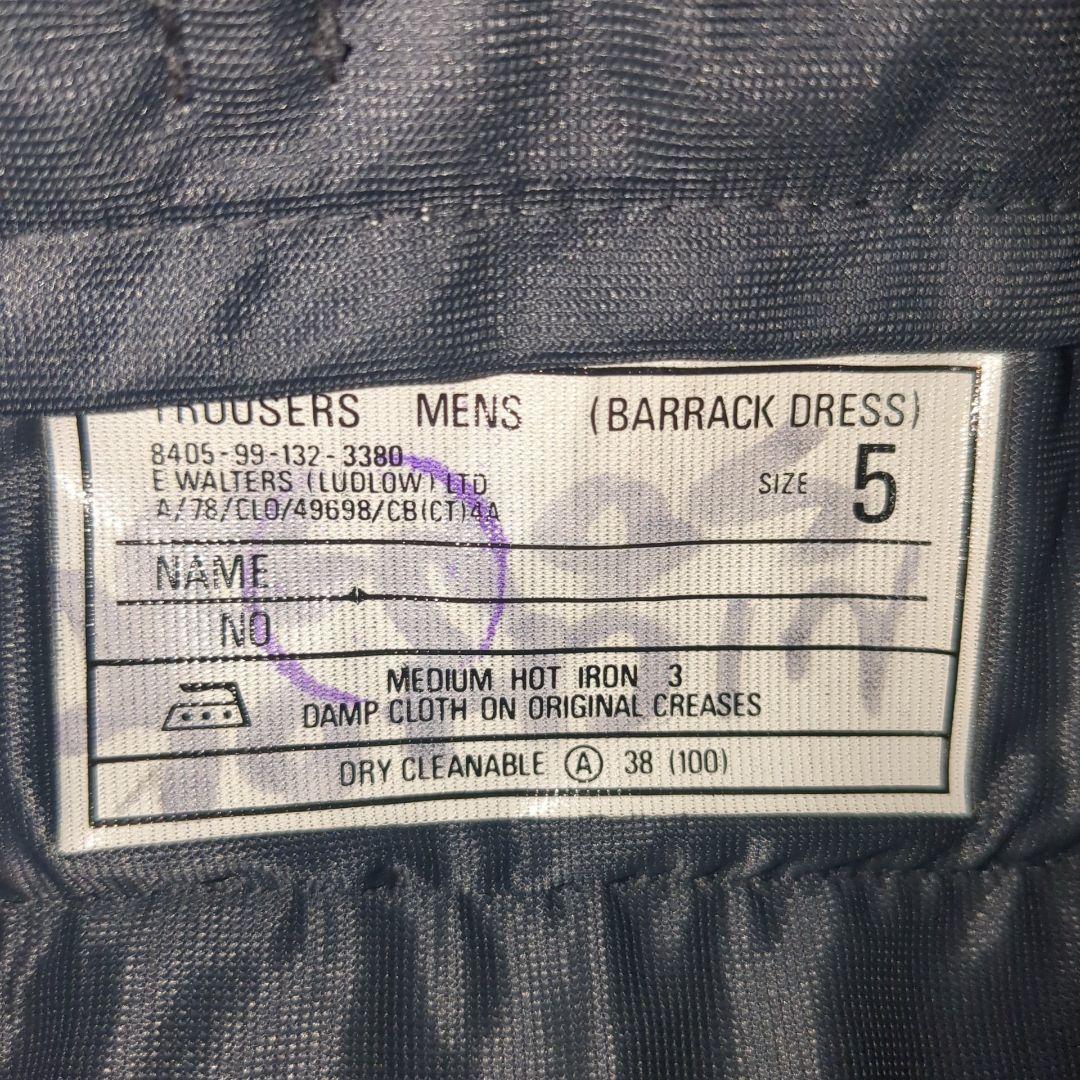 TROUSERS MENS (BARRACK DRESS)
8405-99-132-3380
E WALTERS (LUDLOW) LTD
A/78/CLO/49698/CB(CT)4A
SIZE 5
NAME
NO
MEDIUM HOT IRON 3
DAMP CLOTH ON ORIGINAL CREASES
DRY CLEANABLE Ⓐ 38 (100)